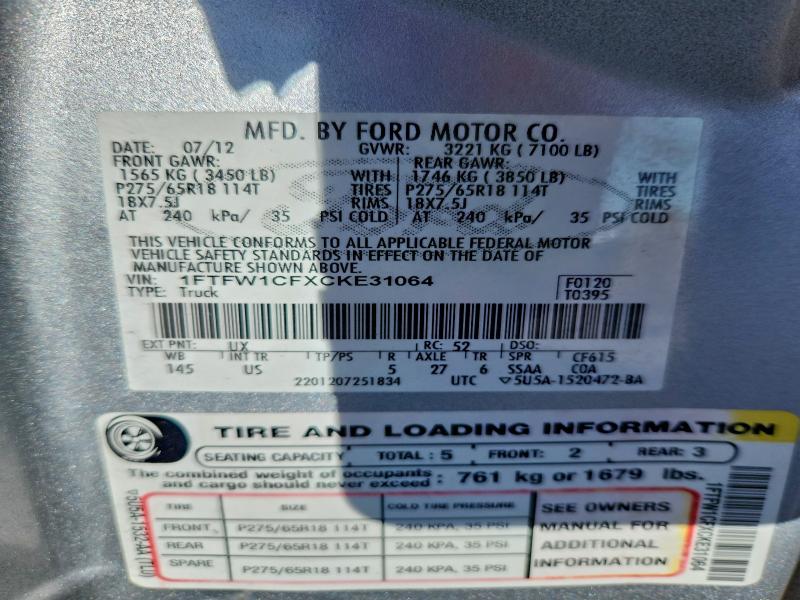 MFD. BY FORD MOTOR CO.
DATE: 07/12 GVWR: 3221 KG ( 7100 LB)
FRONT GAWR: REAR GAWR:
1565 KG ( 3450 LB) WITH 1746 KG ( 3850 LB) WITH
P275/65R18 114T TIRES P275/65R18 114T TIRES
18X7.5J RIMS 18X7.5J RIMS
AT 240 kPa/ 35 PSI COLD AT 240 kPa/ 35 PSI COLD
THIS VEHICLE CONFORMS TO ALL APPLICABLE FEDERAL MOTOR
VEHICLE SAFETY STANDARDS IN EFFECT ON THE DATE OF
MANUFACTURE SHOWN ABOVE.
VIN: 1FTFW1CFXCKE31064 F0120
TYPE: Truck T0395
EXT PNT: UX RC: 52 DSO:
WB INT TR TP/PS R AXLE TR SPR CF615
145 US 5 27 6 SSAA COA
2201207251834 UTC ▽5U5A-1520472-BA
TIRE AND LOADING INFORMATION
SEATING CAPACITY TOTAL : 5 FRONT: 2 REAR: 3
The combined weight of occupants
and cargo should never exceed : 761 kg or 1679 lbs.
TIRE SIZE COLD TIRE PRESSURE SEE OWNERS
FRONT P275/65R18 114T 240 KPA, 35 PSI MANUAL FOR
REAR P275/65R18 114T 240 KPA, 35 PSI ADDITIONAL
SPARE P275/65R18 114T 240 KPA, 35 PSI INFORMATION
1FTFW1CFXCKE31064